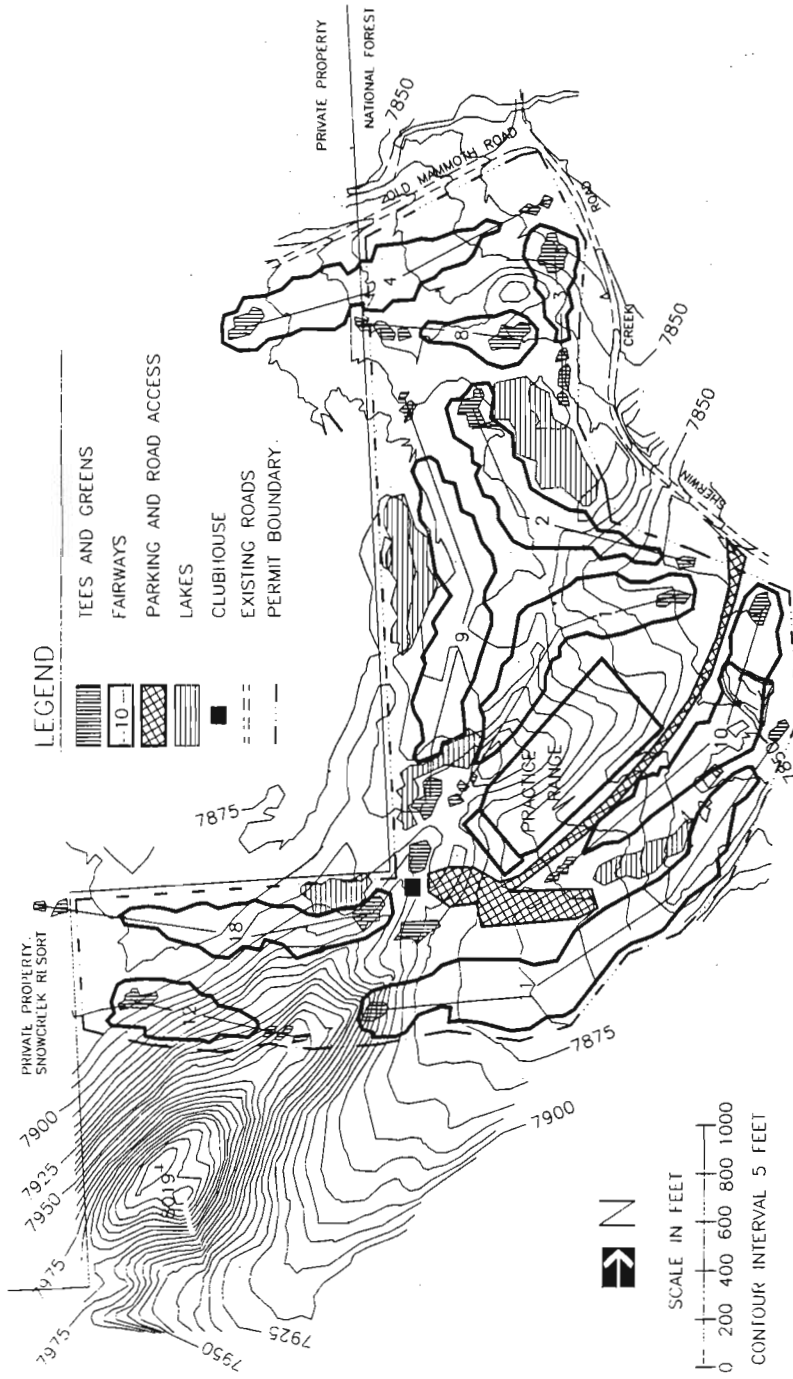 LEGEND
TEES AND GREENS
-10-- FAIRWAYS
PARKING AND ROAD ACCESS
LAKES
CLUBHOUSE
EXISTING ROADS
PERMIT BOUNDARY.
PRIVATE PROPERTY
NATIONAL FOREST
PRIVATE PROPERTY.
SNOWCREEK RESORT
7850
OLD MAMMOTH ROAD
4
3
8
ROAD
CREEK
SHERWIN
7850
7850
2
9
10
PRACTICE
RANGE
7850
7875
18
12
1
7875
7900
7900
7925
7950
7975
8019+
7975
7950
7925
N
SCALE IN FEET
0 200 400 600 800 1000
CONTOUR INTERVAL 5 FEET